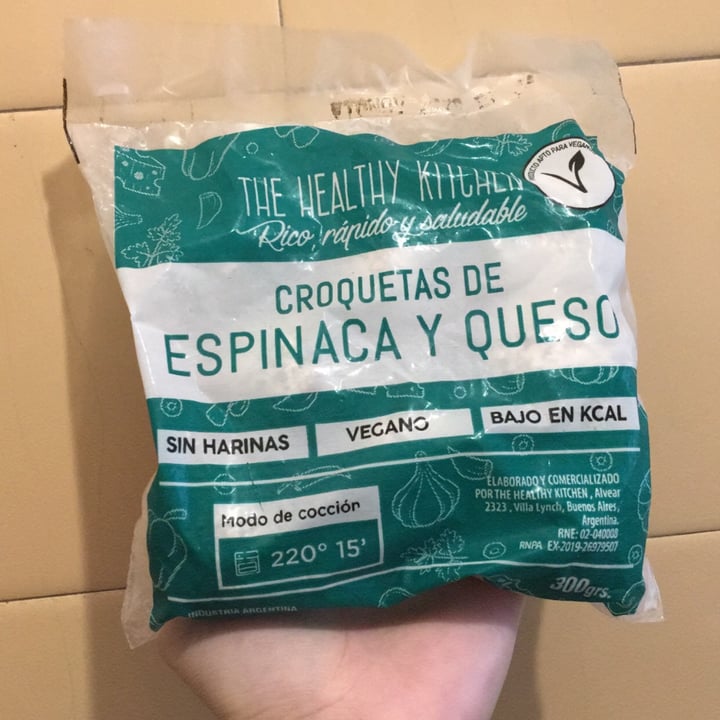 THE HEALTHY KITCHEN
Rico, rápido y saludable
APTO PARA
CROQUETAS DE
ESPINACA Y QUESO
SIN HARINAS
VEGANO
BAJO EN KCAL
Modo de cocción
220° 15'
ELABORADO Y COMERCIALIZADO
POR THE HEALTHY KITCHEN, Alvear
2323, Villa Lynch, Buenos Aires,
Argentina.
RNE: 02-040008
RNPA EX-2019-26979507
300grs.
INDUSTRIA ARGENTINA